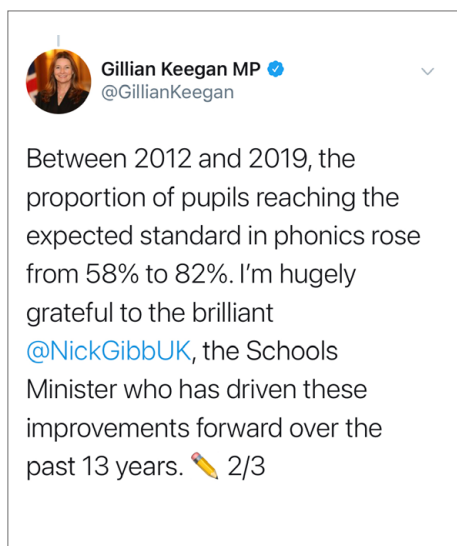 Gillian Keegan MP
@GillianKeegan
Between 2012 and 2019, the
proportion of pupils reaching the
expected standard in phonics rose
from 58% to 82%. I'm hugely
grateful to the brilliant
@NickGibbUK, the Schools
Minister who has driven these
improvements forward over the
past 13 years. ✏️ 2/3